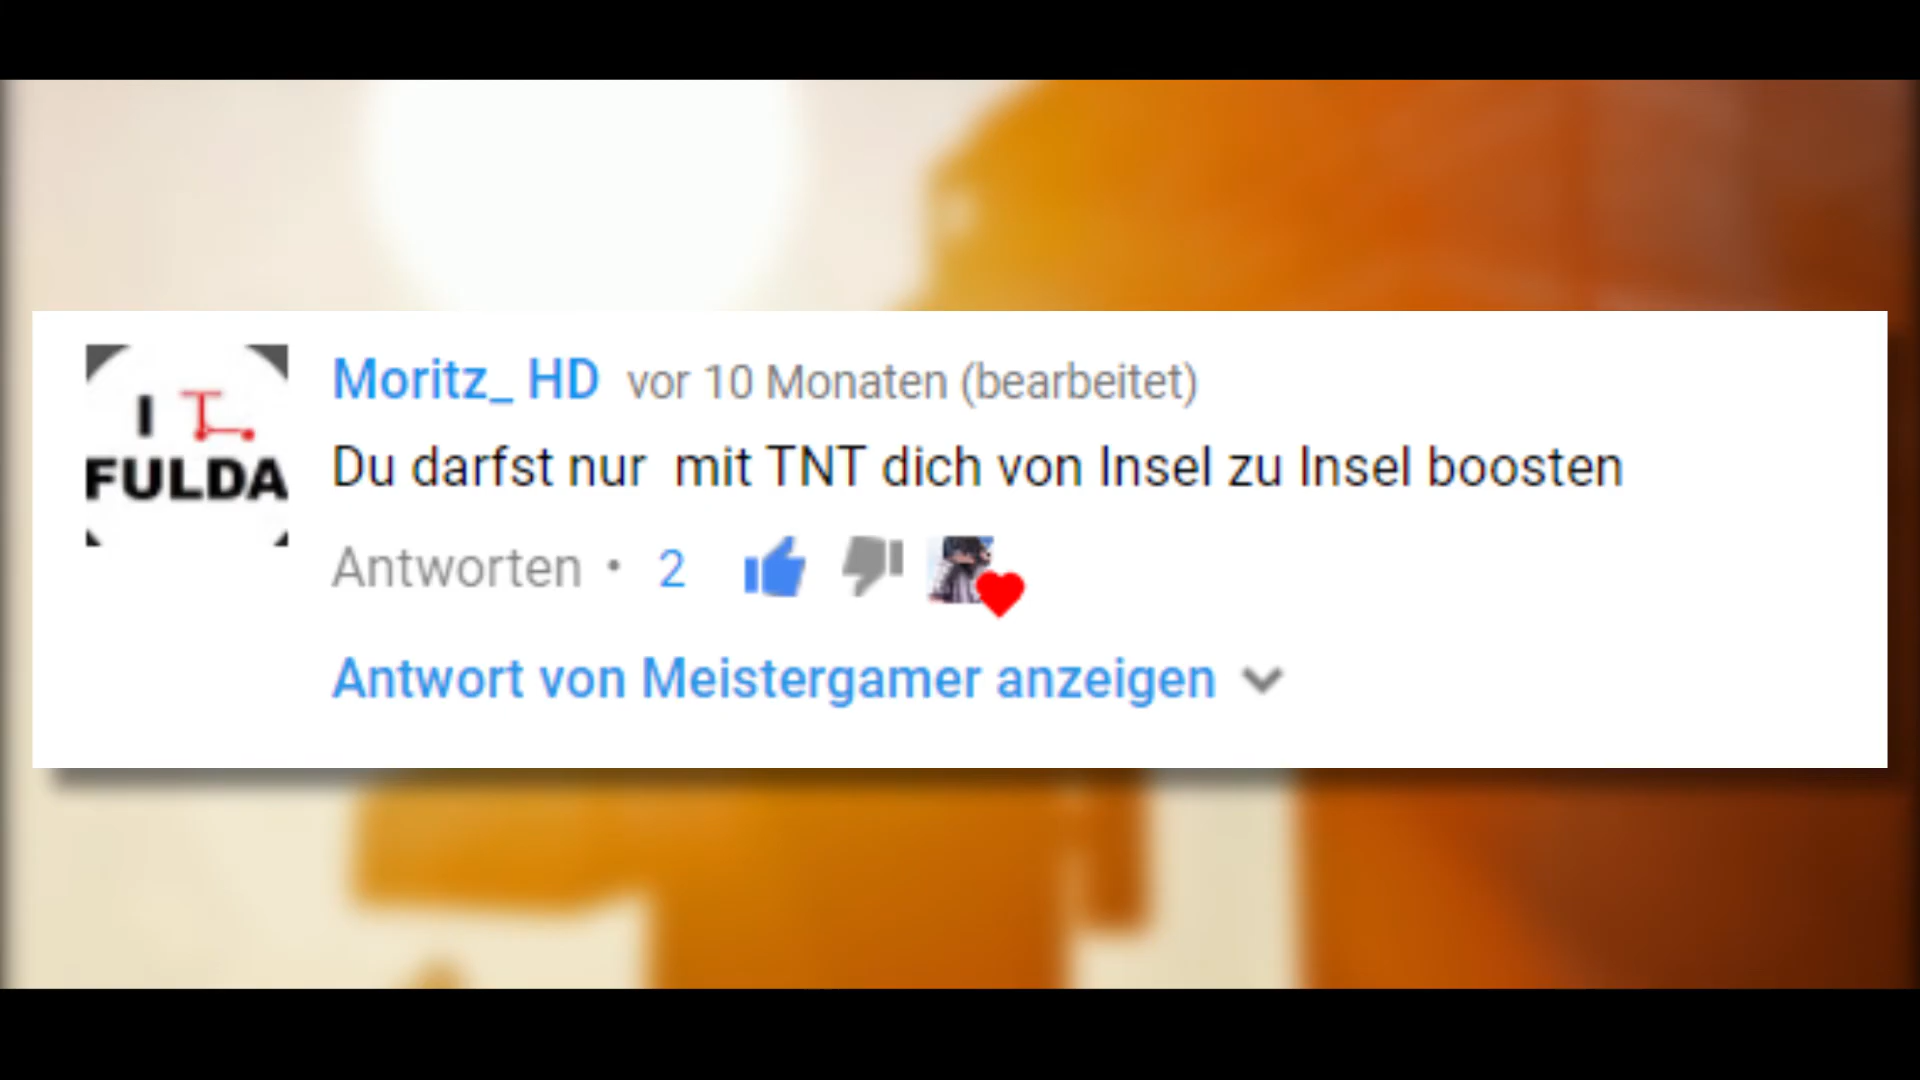 I
FULDA
Moritz_ HD vor 10 Monaten (bearbeitet)
Du darfst nur  mit TNT dich von Insel zu Insel boosten
Antworten • 2
Antwort von Meistergamer anzeigen